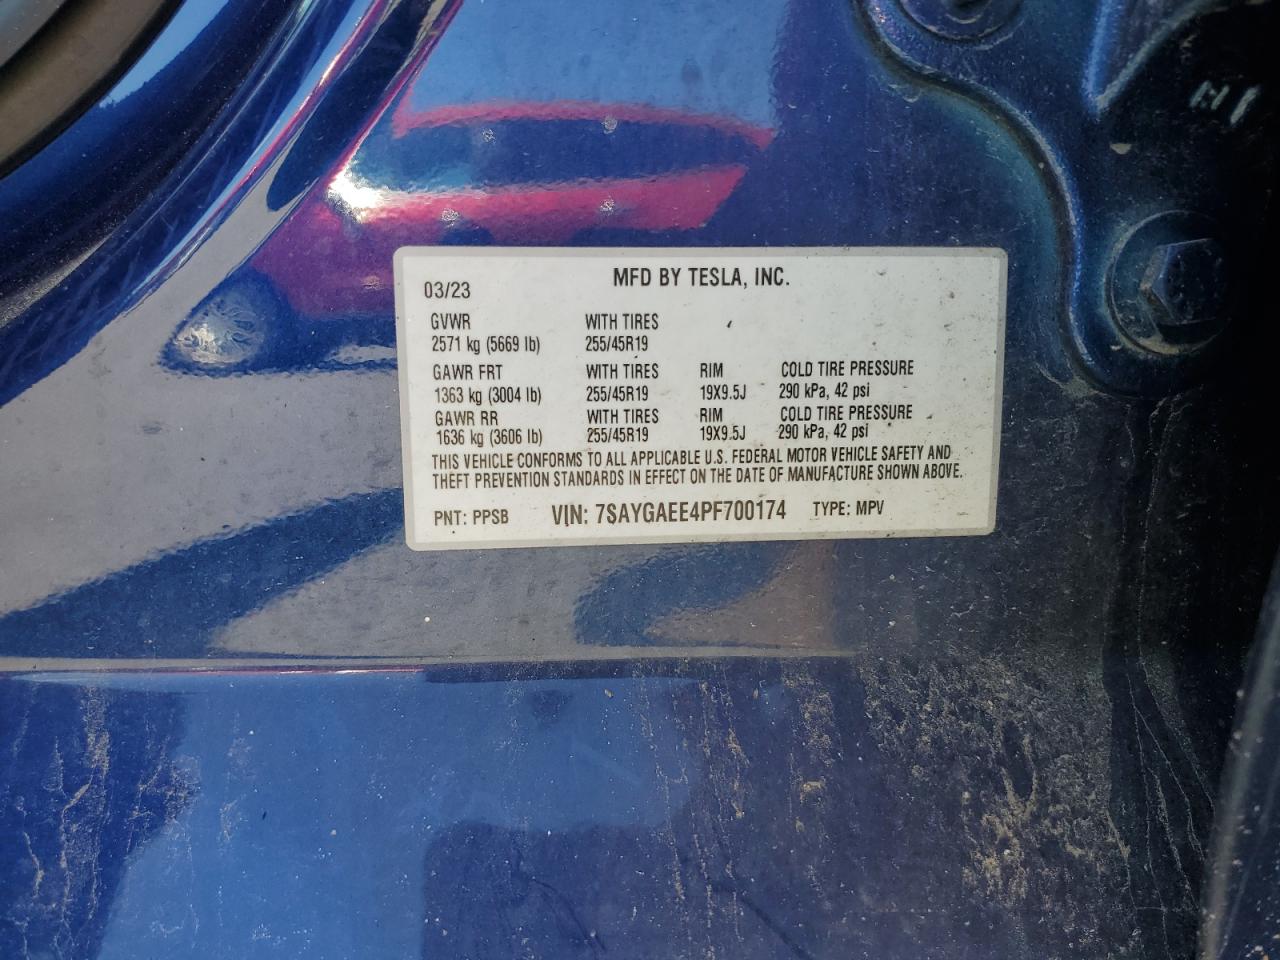 MFD BY TESLA, INC.
03/23
GVWR WITH TIRES
2571 kg (5669 lb) 255/45R19
GAWR FRT WITH TIRES RIM COLD TIRE PRESSURE
1363 kg (3004 lb) 255/45R19 19X9.5J 290 kPa, 42 psi
GAWR RR WITH TIRES RIM COLD TIRE PRESSURE
1636 kg (3606 lb) 255/45R19 19X9.5J 290 kPa, 42 psi
THIS VEHICLE CONFORMS TO ALL APPLICABLE U.S. FEDERAL MOTOR VEHICLE SAFETY AND
THEFT PREVENTION STANDARDS IN EFFECT ON THE DATE OF MANUFACTURE SHOWN ABOVE.
PNT: PPSB VIN: 7SAYGAEE4PF700174 TYPE: MPV